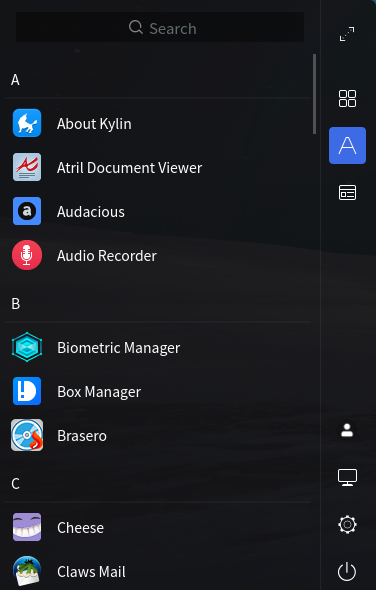 Search
A
About Kylin
Atril Document Viewer
Audacious
Audio Recorder
B
Biometric Manager
Box Manager
Brasero
C
Cheese
Claws Mail